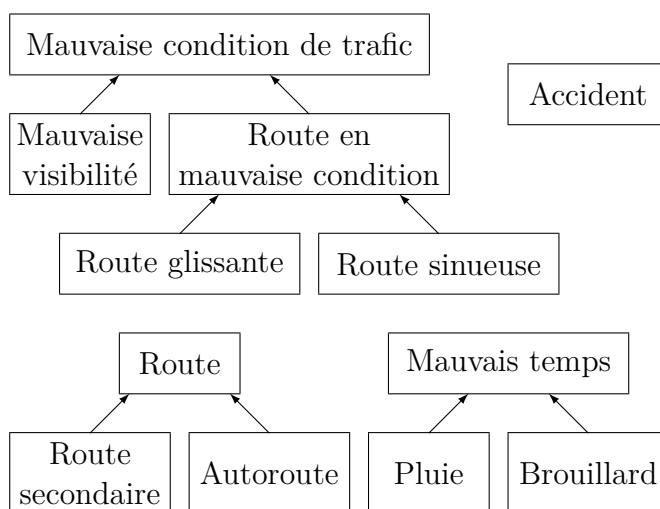 Mauvaise condition de trafic
Accident
Mauvaise
visibilité
Route en
mauvaise condition
Route glissante
Route sinueuse
Route
Mauvais temps
Route
secondaire
Autoroute
Pluie
Brouillard